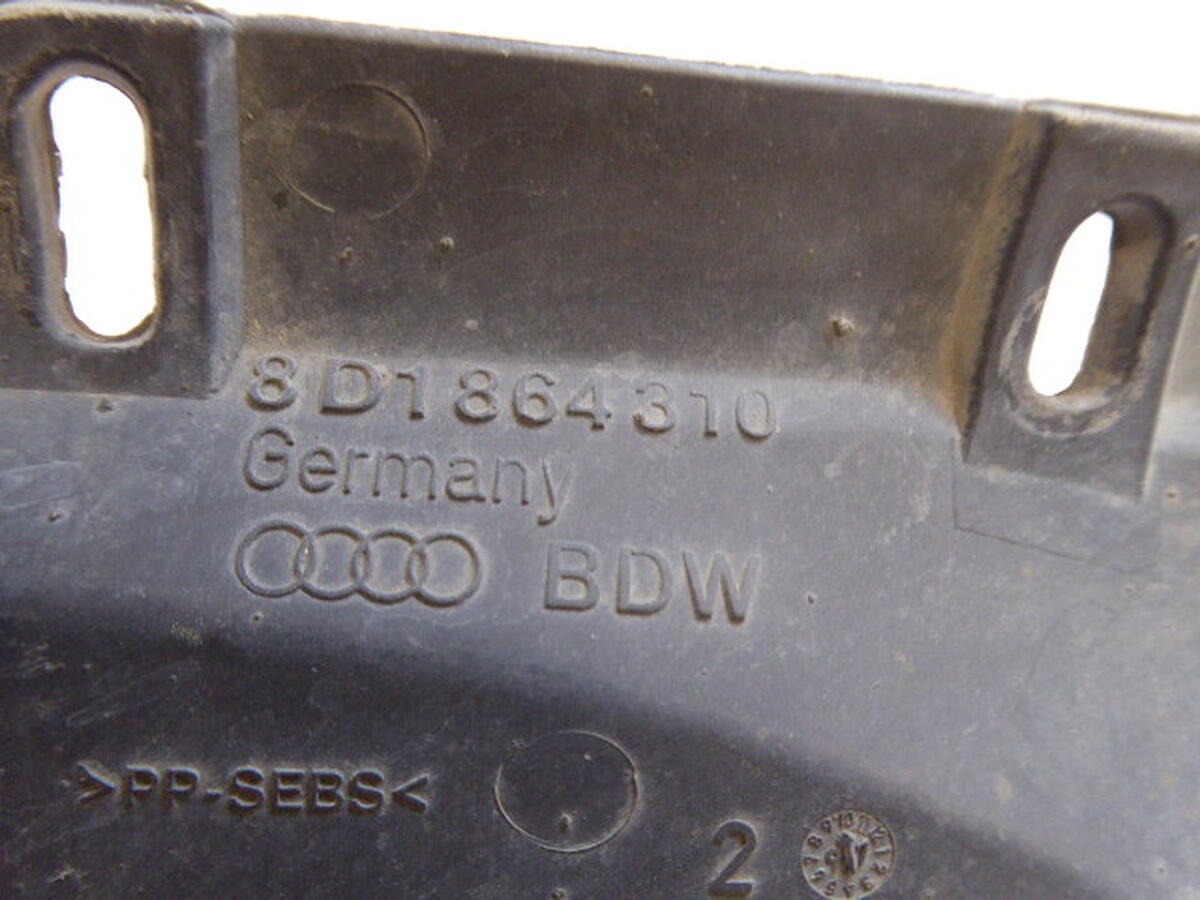 8D1864310
Germany
BDW
>PP-SEBS<
2